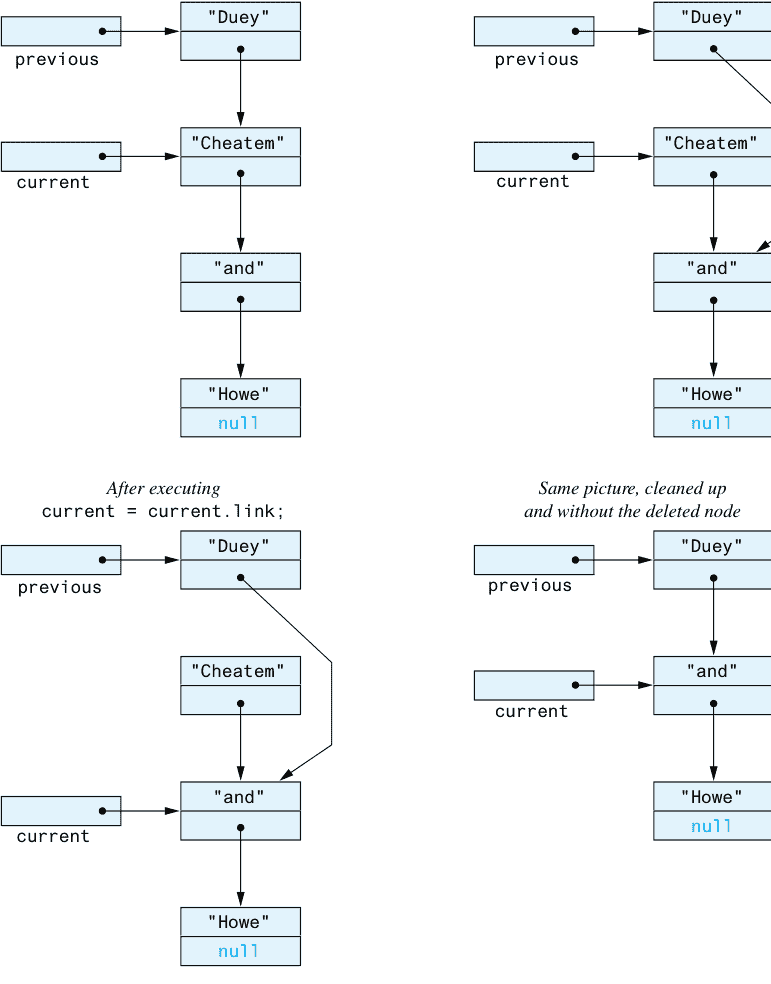 "Duey"
previous
"Cheatem"
current
"and"
"Howe"
null
"Duey"
previous
"Cheatem"
current
"and"
"Howe"
null
After executing
current = current.link;
"Duey"
previous
"Cheatem"
"and"
current
"Howe"
null
Same picture, cleaned up
and without the deleted node
"Duey"
previous
"and"
current
"Howe"
null